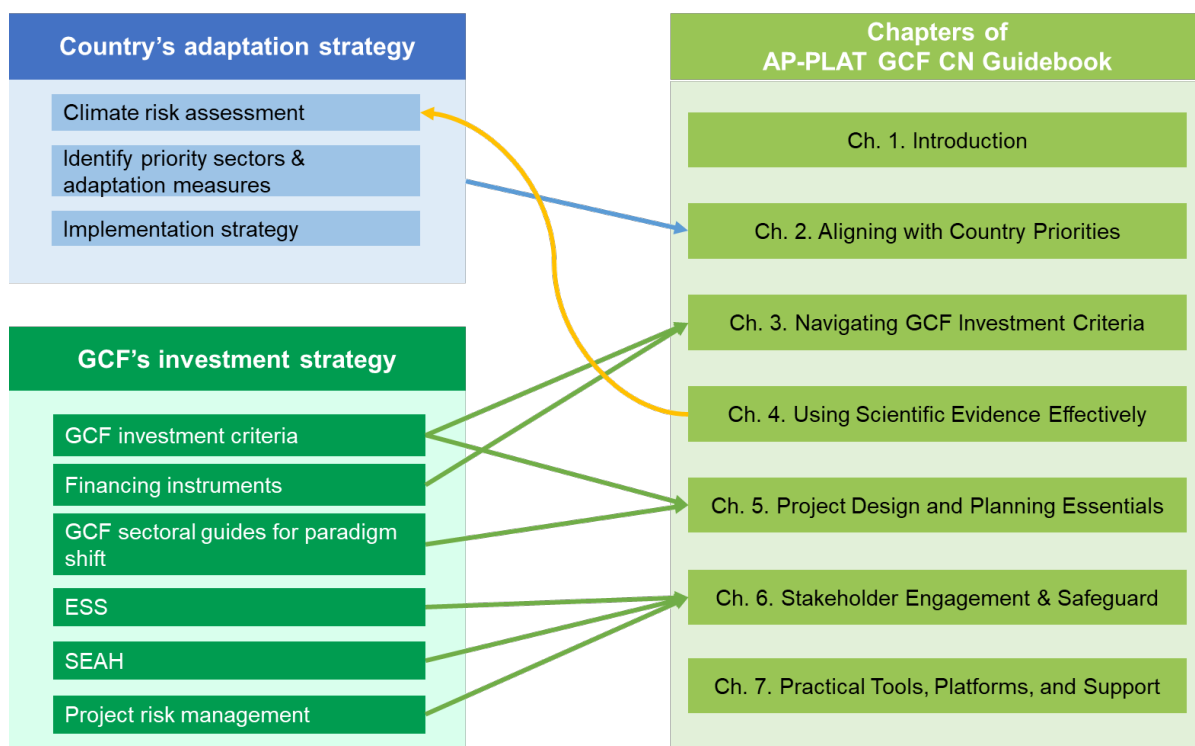 Country’s adaptation strategy
Climate risk assessment
Identify priority sectors &
adaptation measures
Implementation strategy
GCF’s investment strategy
GCF investment criteria
Financing instruments
GCF sectoral guides for paradigm
shift
ESS
SEAH
Project risk management
Chapters of
AP-PLAT GCF CN Guidebook
Ch. 1. Introduction
Ch. 2. Aligning with Country Priorities
Ch. 3. Navigating GCF Investment Criteria
Ch. 4. Using Scientific Evidence Effectively
Ch. 5. Project Design and Planning Essentials
Ch. 6. Stakeholder Engagement & Safeguard
Ch. 7. Practical Tools, Platforms, and Support